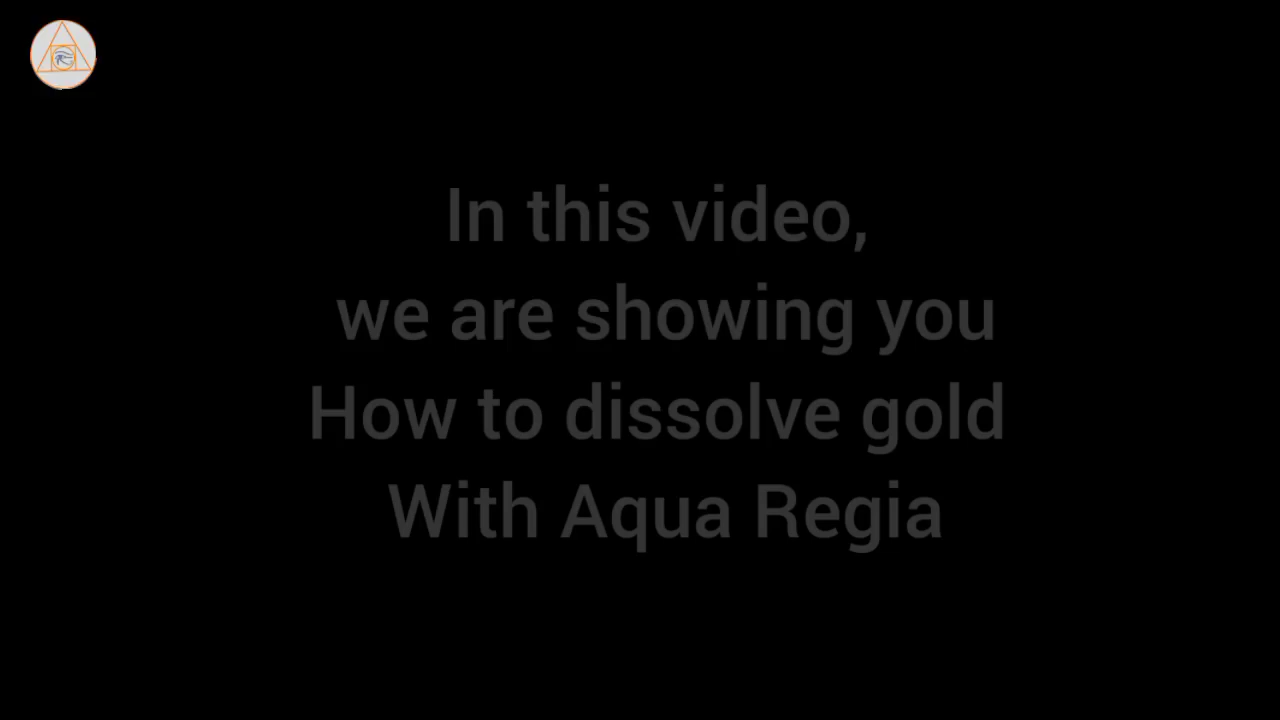 In this video,
we are showing you
How to dissolve gold
With Aqua Regia